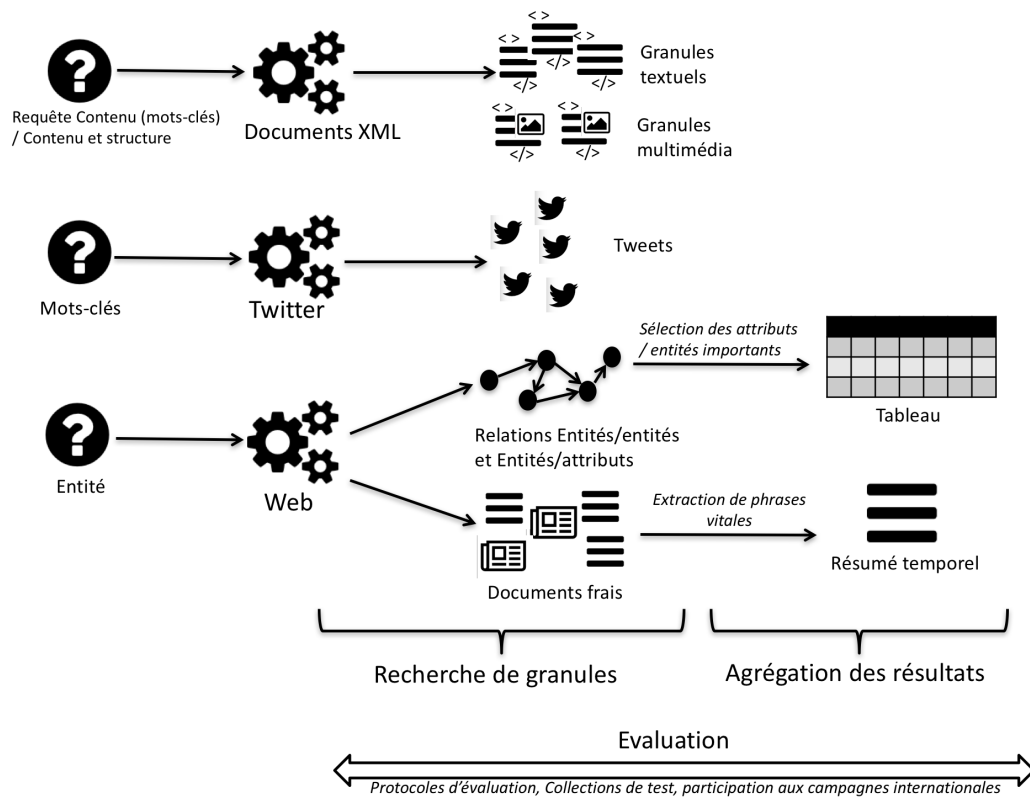 < >
< >
< >
</>
</>
</>
Granules
textuels
Requête Contenu (mots-clés)
/ Contenu et structure
Documents XML
< >
< >
</>
</>
Granules
multimédia
Mots-clés
Twitter
Tweets
Sélection des attributs
/ entités importants
Tableau
Entité
Web
Relations Entités/entités
et Entités/attributs
Extraction de phrases
vitales
Documents frais
Résumé temporel
Recherche de granules
Agrégation des résultats
Evaluation
Protocoles d'évaluation, Collections de test, participation aux campagnes internationales